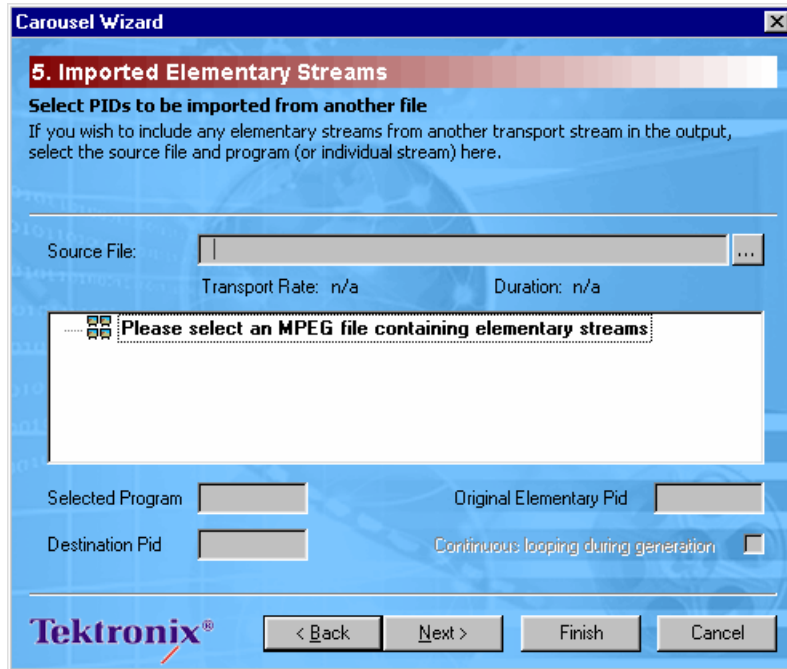 Carousel Wizard
5. Imported Elementary Streams
Select PIDs to be imported from another file
If you wish to include any elementary streams from another transport stream in the output,
select the source file and program (or individual stream) here.
Source File:
...
Transport Rate: n/a Duration: n/a
Please select an MPEG file containing elementary streams
Selected Program Original Elementary Pid
Destination Pid Continuous looping during generation
Tektronix® < Back Next > Finish Cancel